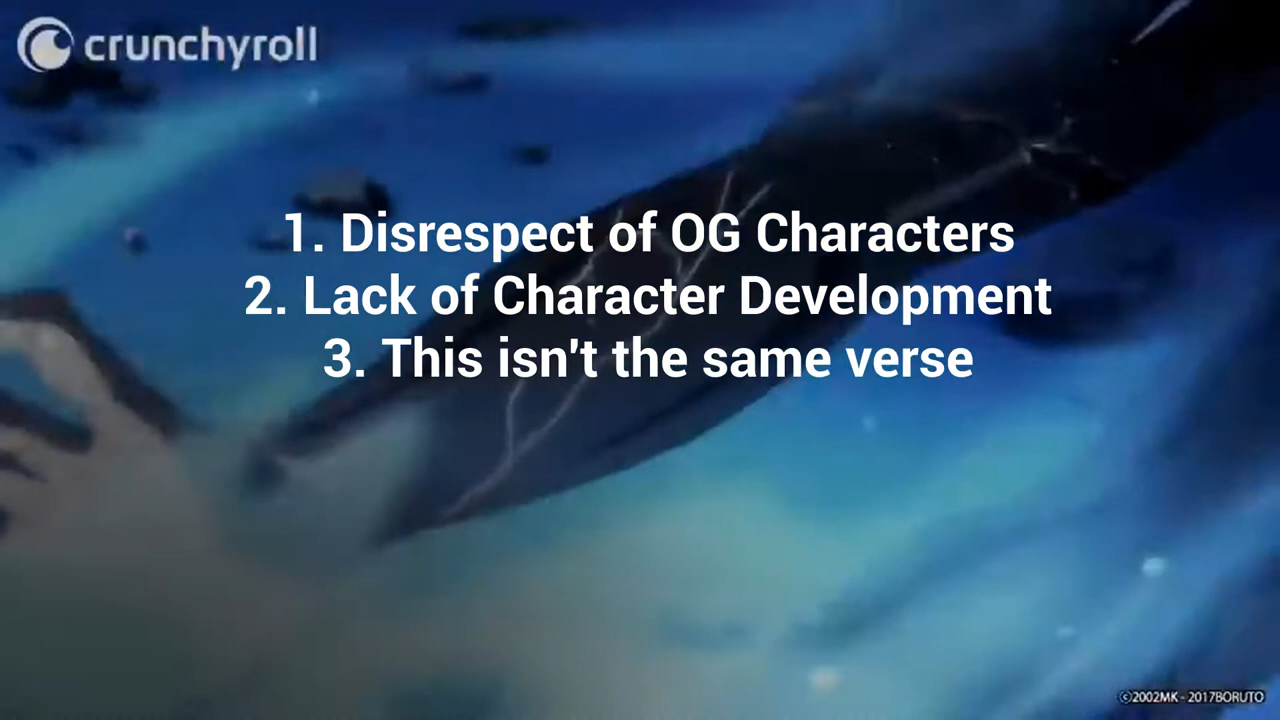 crunchyroll
1. Disrespect of OG Characters
2. Lack of Character Development
3. This isn't the same verse
©2002MK - 2017BORUTO